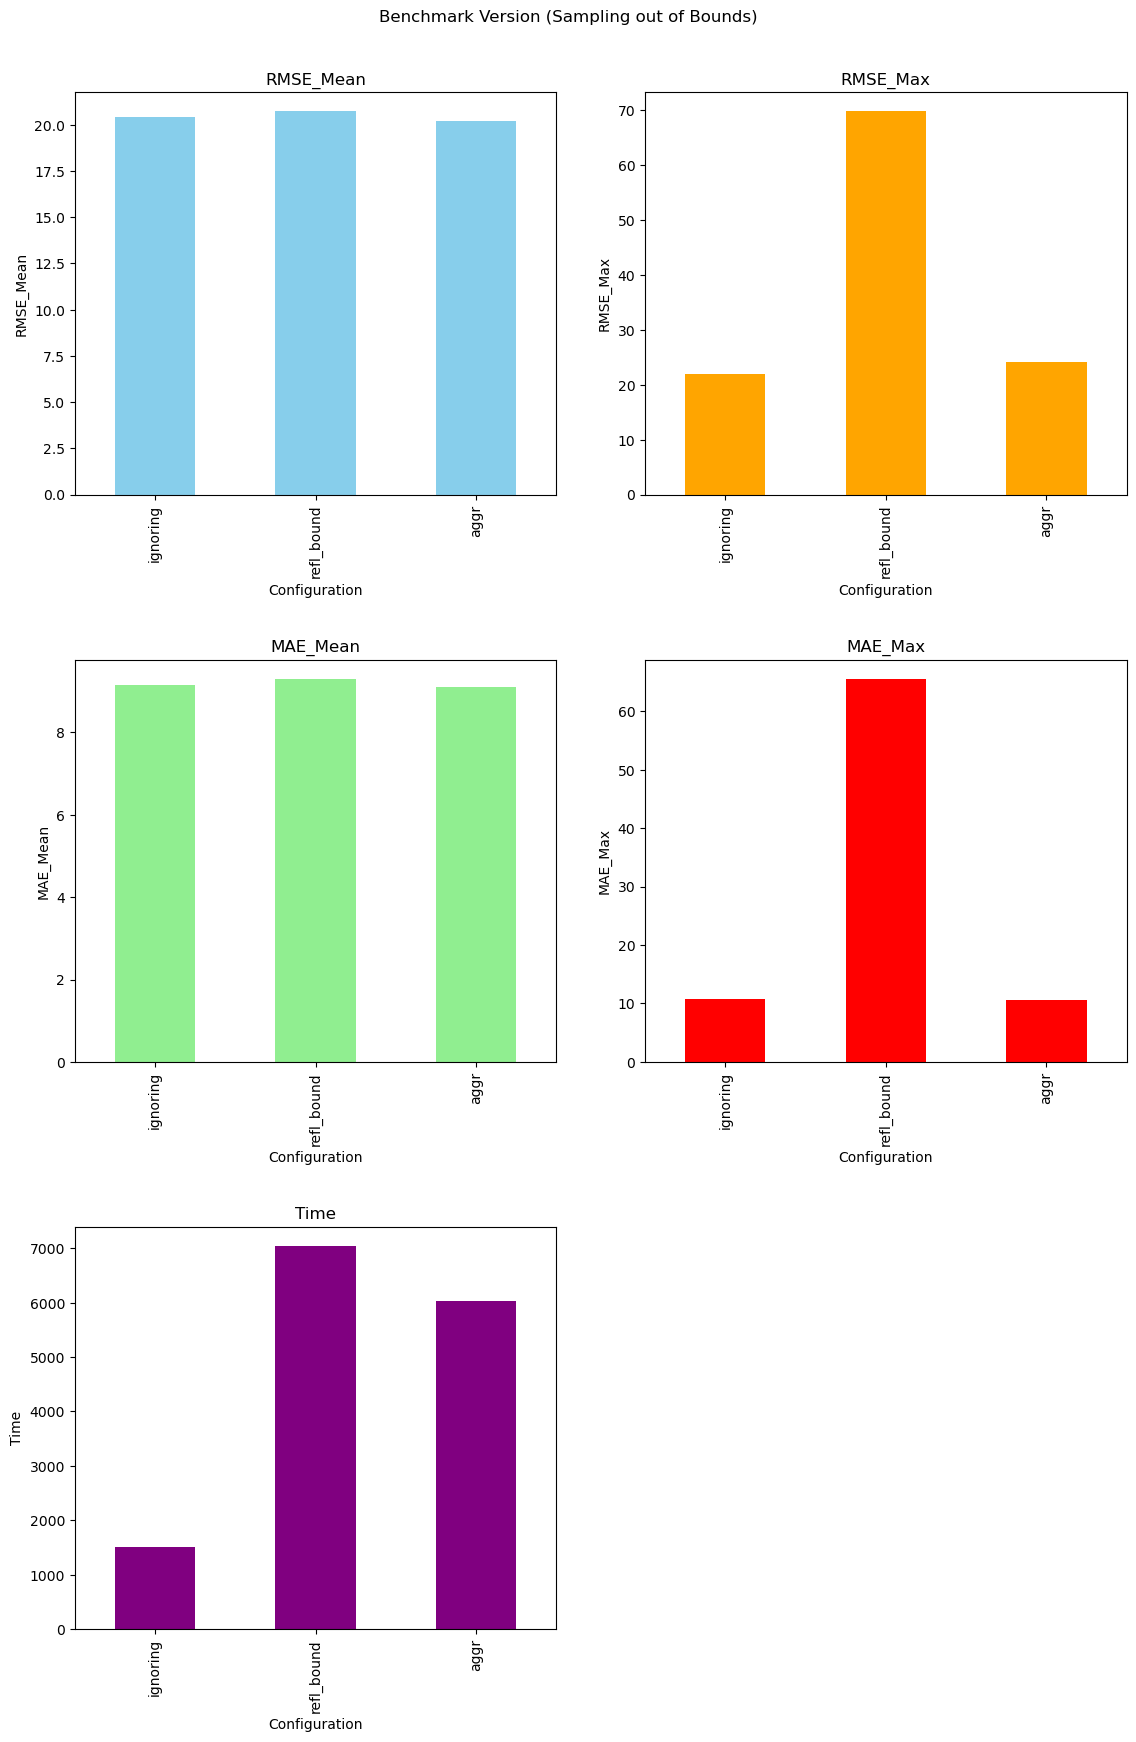 Benchmark Version (Sampling out of Bounds)
RMSE_Mean
RMSE_Mean
20.0
17.5
15.0
12.5
10.0
7.5
5.0
2.5
0.0
ignoring
refl_bound
aggr
Configuration
RMSE_Max
RMSE_Max
70
60
50
40
30
20
10
0
ignoring
refl_bound
aggr
Configuration
MAE_Mean
MAE_Mean
8
6
4
2
0
ignoring
refl_bound
aggr
Configuration
MAE_Max
MAE_Max
60
50
40
30
20
10
0
ignoring
refl_bound
aggr
Configuration
Time
Time
7000
6000
5000
4000
3000
2000
1000
0
ignoring
refl_bound
aggr
Configuration